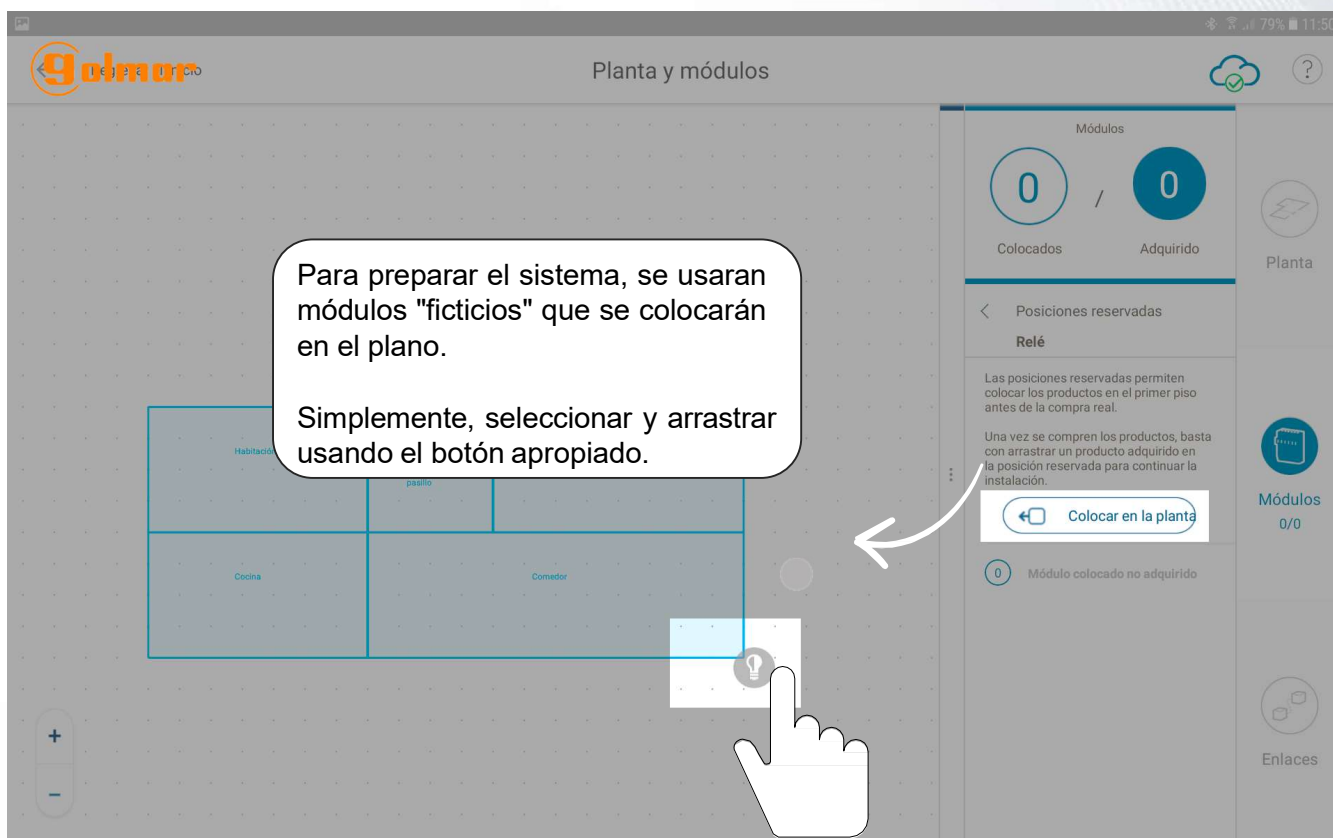 79% 11:50
golmar
Planta y módulos
?
Módulos
0 / 0
Colocados Adquirido
Planta
Para preparar el sistema, se usaran
módulos "ficticios" que se colocarán
en el plano.
Simplemente, seleccionar y arrastrar
usando el botón apropiado.
Posiciones reservadas
Relé
Las posiciones reservadas permiten
colocar los productos en el primer piso
antes de la compra real.
Una vez se compren los productos, basta
con arrastrar un producto adquirido en
la posición reservada para continuar la
instalación.
Colocar en la planta
0 Módulo colocado no adquirido
Módulos
0/0
Habitación
pasillo
Cocina
Comedor
+
−
Enlaces